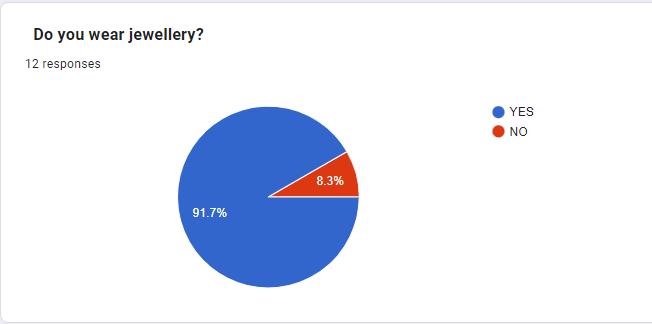 Do you wear jewellery?
12 responses
YES
NO
8.3%
91.7%